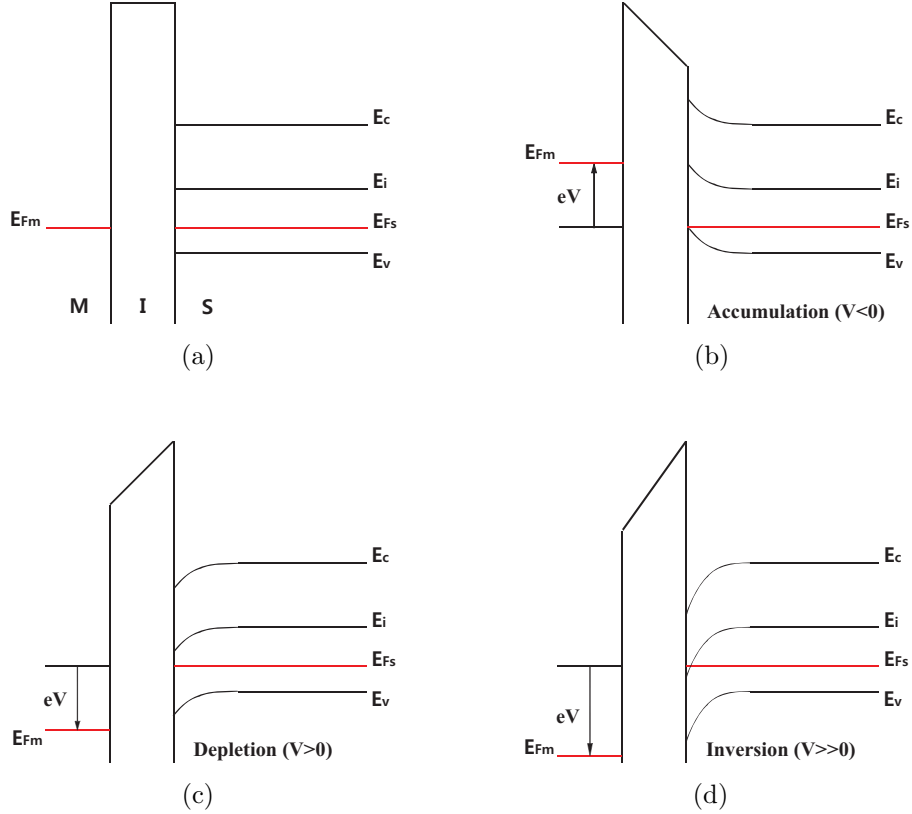 Ec
Ei
EFm
EFs
Ev
M I S
(a)
Ec
EFm
Ei
eV
EFs
Ev
Accumulation (V<0)
(b)
Ec
Ei
EFs
eV
Ev
EFm
Depletion (V>0)
(c)
Ec
Ei
EFs
eV
Ev
EFm
Inversion (V>>0)
(d)